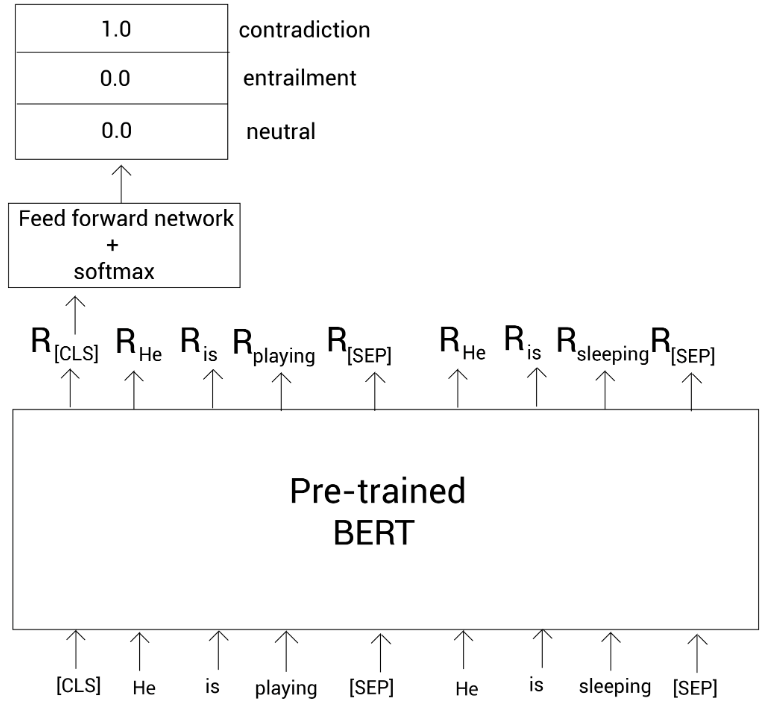 1.0 contradiction
0.0 entrailment
0.0 neutral
Feed forward network
+
softmax
R[CLS] RHe Ris Rplaying R[SEP] RHe Ris Rsleeping R[SEP]
Pre-trained
BERT
[CLS] He is playing [SEP] He is sleeping [SEP]